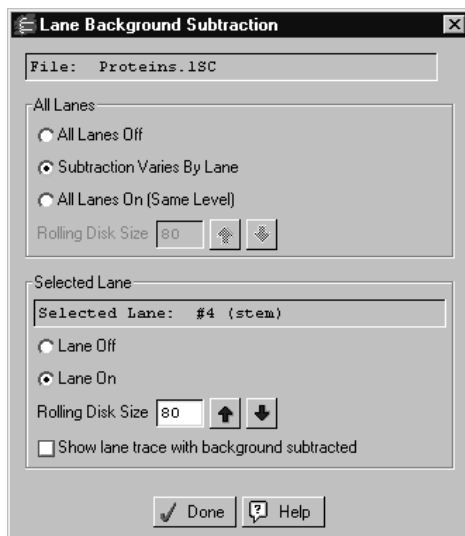 Lane Background Subtraction
File: Proteins.1SC
All Lanes
All Lanes Off
Subtraction Varies By Lane
All Lanes On (Same Level)
Rolling Disk Size 80
Selected Lane
Selected Lane: #4 (stem)
Lane Off
Lane On
Rolling Disk Size 80
Show lane trace with background subtracted
Done Help